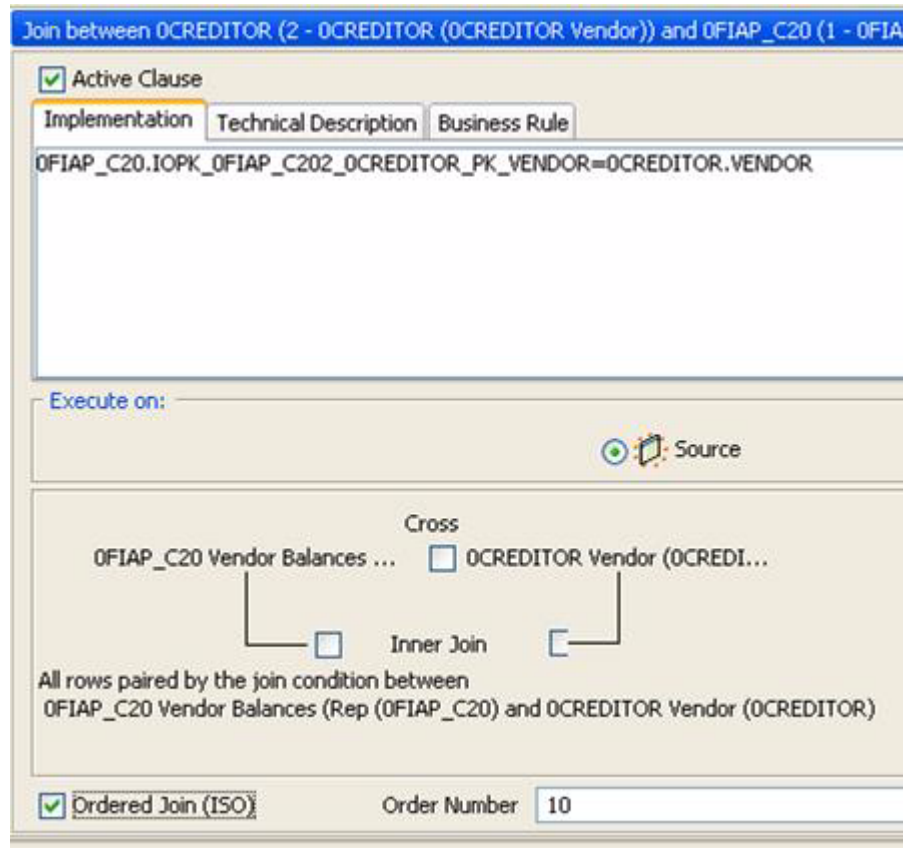 Join between 0CREDITOR (2 - 0CREDITOR (0CREDITOR Vendor)) and 0FIAP_C20 (1 - 0FIA
Active Clause
Implementation Technical Description Business Rule
0FIAP_C20.IOPK_0FIAP_C202_0CREDITOR_PK_VENDOR=0CREDITOR.VENDOR
Execute on:
Source
Cross
0FIAP_C20 Vendor Balances ... 0CREDITOR Vendor (0CREDI...
Inner Join
All rows paired by the join condition between
0FIAP_C20 Vendor Balances (Rep (0FIAP_C20) and 0CREDITOR Vendor (0CREDITOR)
Ordered Join (ISO) Order Number 10